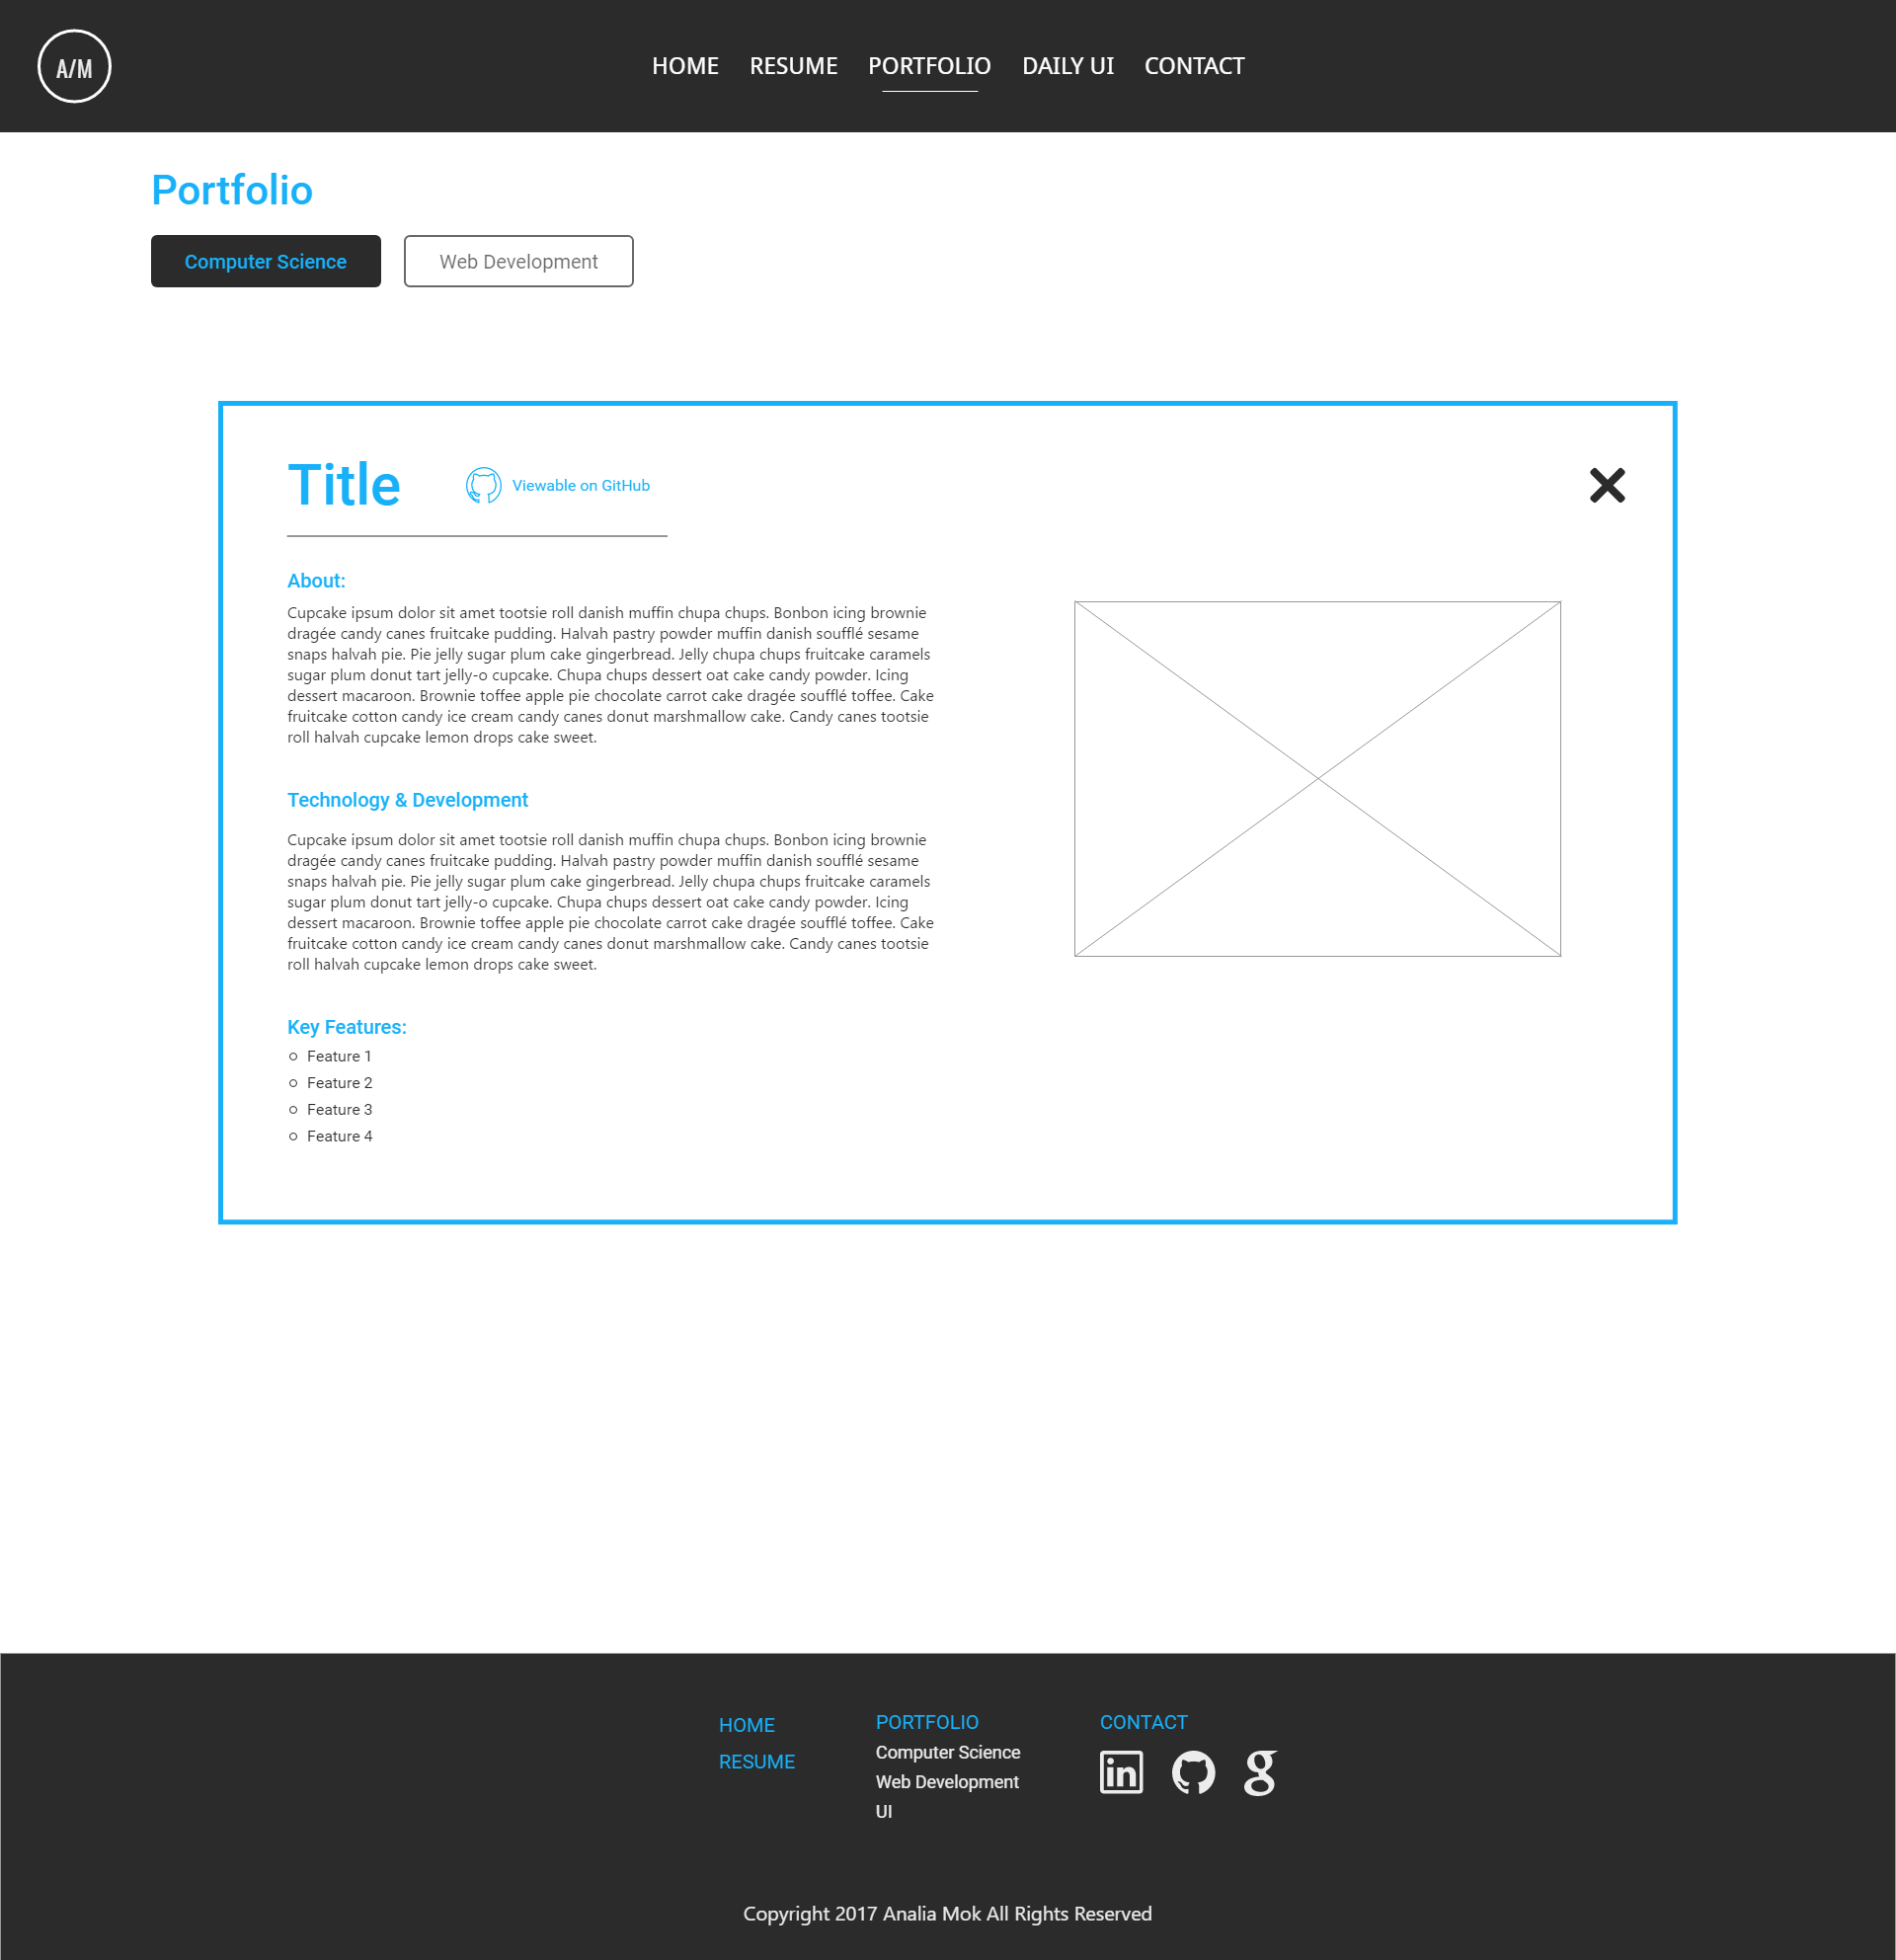 A/M
HOME RESUME PORTFOLIO DAILY UI CONTACT
Portfolio
Computer Science
Web Development
Title
Viewable on GitHub
About:
Cupcake ipsum dolor sit amet tootsie roll danish muffin chupa chups. Bonbon icing brownie
dragée candy canes fruitcake pudding. Halvah pastry powder muffin danish soufflé sesame
snaps halvah pie. Pie jelly sugar plum cake gingerbread. Jelly chupa chups fruitcake caramels
sugar plum donut tart jelly-o cupcake. Chupa chups dessert oat cake candy powder. Icing
dessert macaroon. Brownie toffee apple pie chocolate carrot cake dragée soufflé toffee. Cake
fruitcake cotton candy ice cream candy canes donut marshmallow cake. Candy canes tootsie
roll halvah cupcake lemon drops cake sweet.
Technology & Development
Cupcake ipsum dolor sit amet tootsie roll danish muffin chupa chups. Bonbon icing brownie
dragée candy canes fruitcake pudding. Halvah pastry powder muffin danish soufflé sesame
snaps halvah pie. Pie jelly sugar plum cake gingerbread. Jelly chupa chups fruitcake caramels
sugar plum donut tart jelly-o cupcake. Chupa chups dessert oat cake candy powder. Icing
dessert macaroon. Brownie toffee apple pie chocolate carrot cake dragée soufflé toffee. Cake
fruitcake cotton candy ice cream candy canes donut marshmallow cake. Candy canes tootsie
roll halvah cupcake lemon drops cake sweet.
Key Features:
Feature 1
Feature 2
Feature 3
Feature 4
HOME
RESUME
PORTFOLIO
Computer Science
Web Development
UI
CONTACT
in
g
Copyright 2017 Analia Mok All Rights Reserved